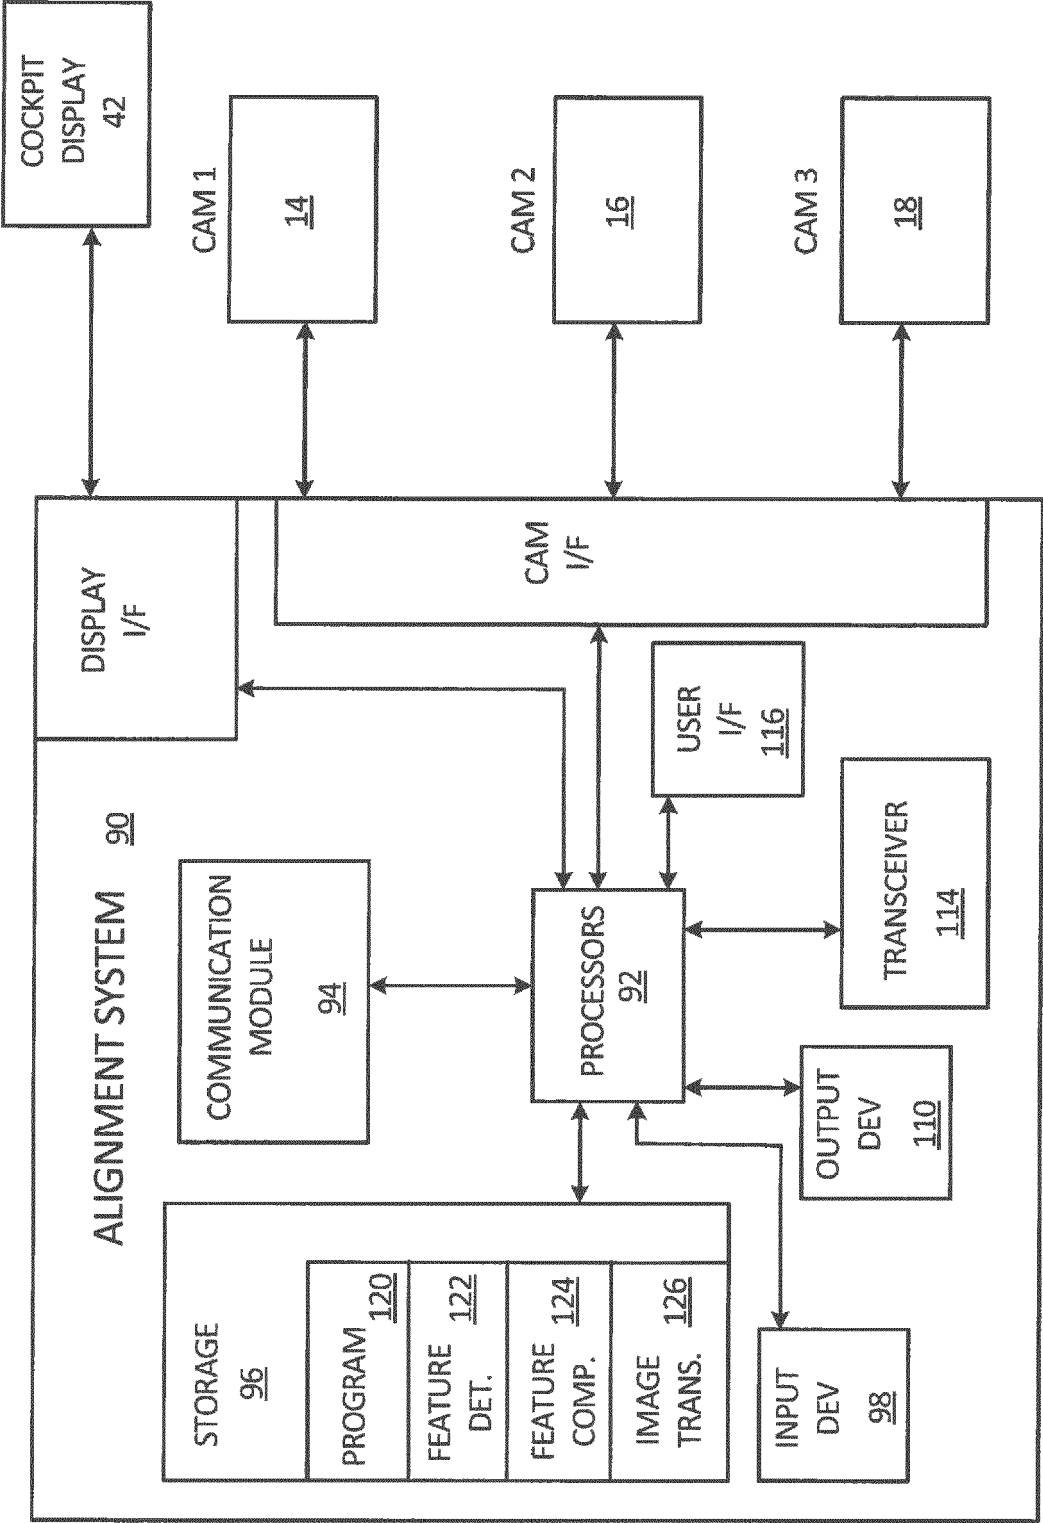 ALIGNMENT SYSTEM 90
STORAGE
96
PROGRAM
120
FEATURE
DET.
122
FEATURE
COMP.
124
IMAGE
TRANS.
126
COMMUNICATION
MODULE
94
DISPLAY
I/F
COCKPIT
DISPLAY
42
CAM 1
14
CAM 2
16
CAM 3
18
CAM
I/F
PROCESSORS
92
USER
I/F
116
INPUT
DEV
98
OUTPUT
DEV
110
TRANSCEIVER
114